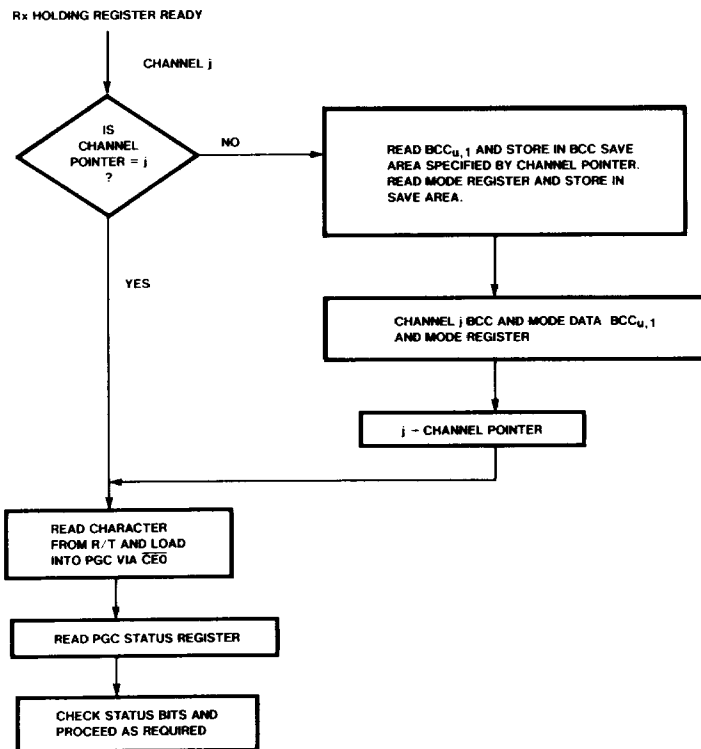 Rx HOLDING REGISTER READY
CHANNEL j
IS
CHANNEL
POINTER = j
?
NO
READ BCCu,1 AND STORE IN BCC SAVE
AREA SPECIFIED BY CHANNEL POINTER.
READ MODE REGISTER AND STORE IN
SAVE AREA.
YES
CHANNEL j BCC AND MODE DATA BCCu,1
AND MODE REGISTER
j – CHANNEL POINTER
READ CHARACTER
FROM R/T AND LOAD
INTO PGC VIA C̅E̅0̅
READ PGC STATUS REGISTER
CHECK STATUS BITS AND
PROCEED AS REQUIRED